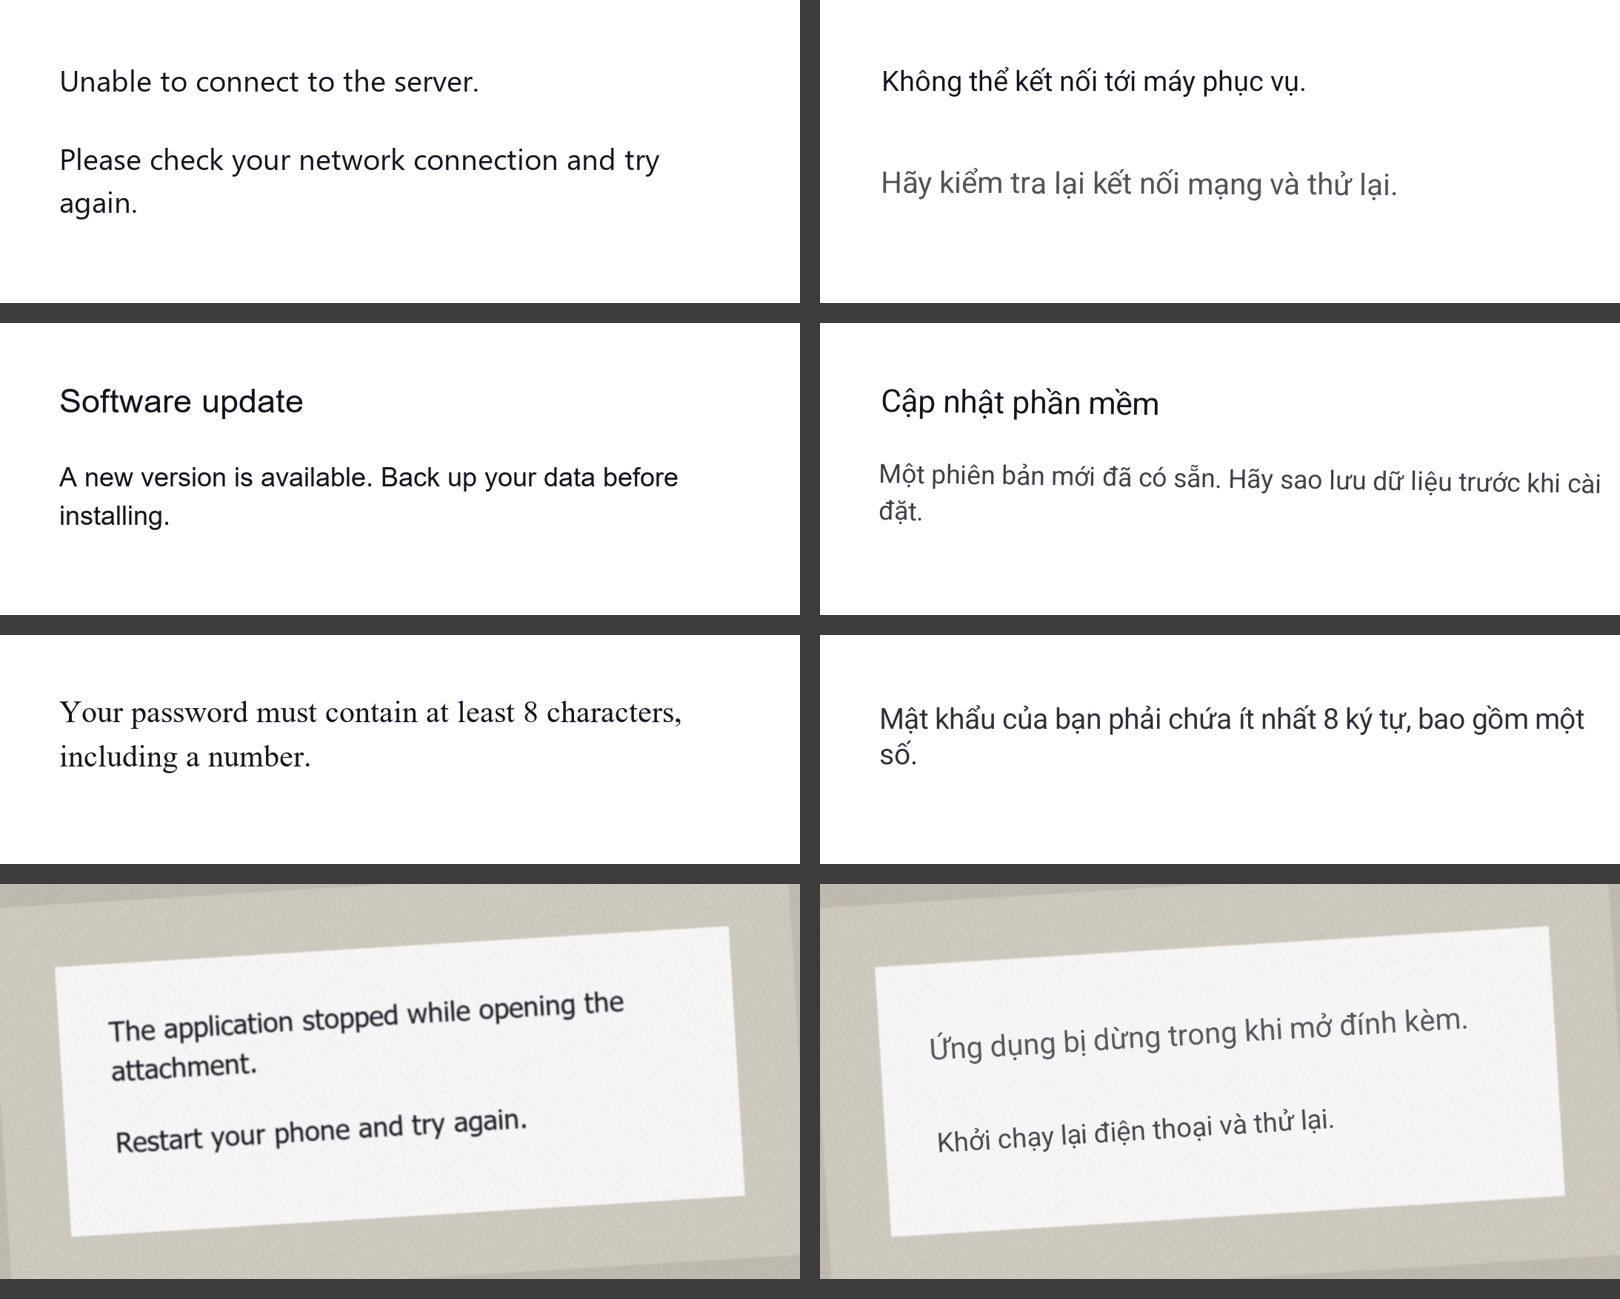 Unable to connect to the server.
Please check your network connection and try
again.
Không thể kết nối tới máy phục vụ.
Hãy kiểm tra lại kết nối mạng và thử lại.
Software update
A new version is available. Back up your data before
installing.
Cập nhật phần mềm
Một phiên bản mới đã có sẵn. Hãy sao lưu dữ liệu trước khi cài
đặt.
Your password must contain at least 8 characters,
including a number.
Mật khẩu của bạn phải chứa ít nhất 8 ký tự, bao gồm một
số.
The application stopped while opening the
attachment.
Restart your phone and try again.
Ứng dụng bị dừng trong khi mở đính kèm.
Khởi chạy lại điện thoại và thử lại.